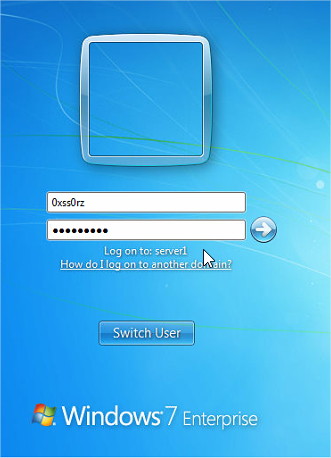 0xss0rz
●●●●●●●●●
Log on to: server1
How do I log on to another domain?
Switch User
Windows 7 Enterprise